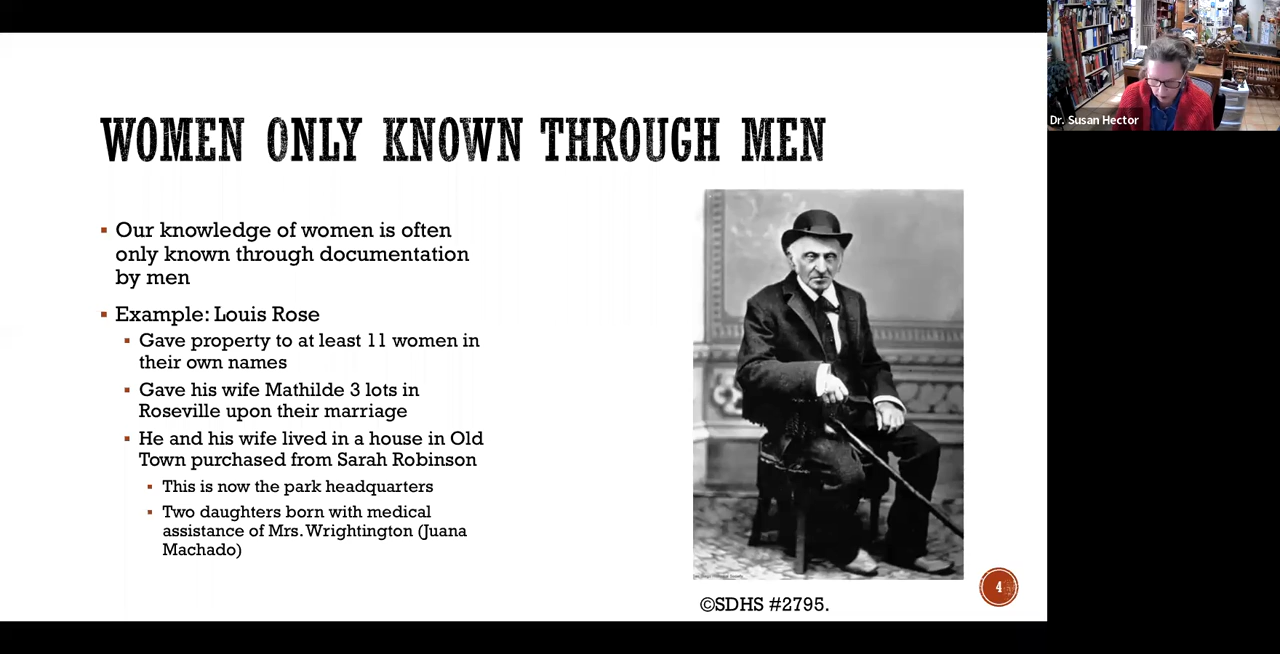 WOMEN ONLY KNOWN THROUGH MEN
▪ Our knowledge of women is often
only known through documentation
by men
▪ Example: Louis Rose
▪ Gave property to at least 11 women in
their own names
▪ Gave his wife Mathilde 3 lots in
Roseville upon their marriage
▪ He and his wife lived in a house in Old
Town purchased from Sarah Robinson
▪ This is now the park headquarters
▪ Two daughters born with medical
assistance of Mrs. Wrightington (Juana
Machado)
©SDHS #2795.
4
Dr. Susan Hector